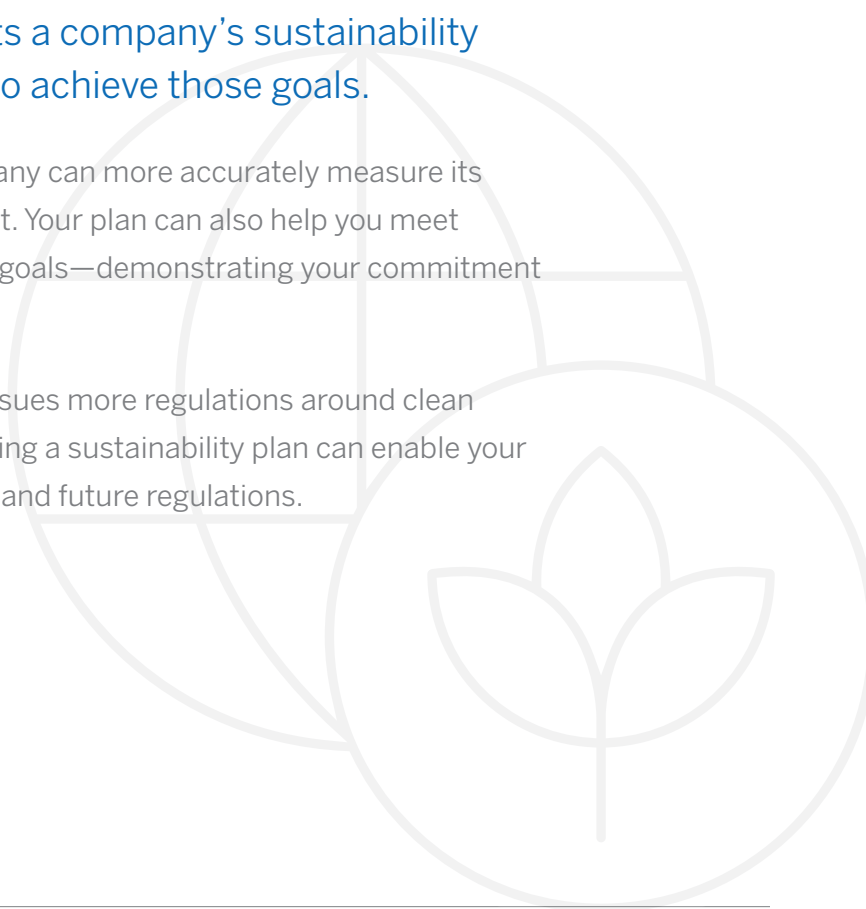 ts a company’s sustainability
o achieve those goals.
any can more accurately measure its
t. Your plan can also help you meet
goals—demonstrating your commitment
sues more regulations around clean
ing a sustainability plan can enable your
and future regulations.